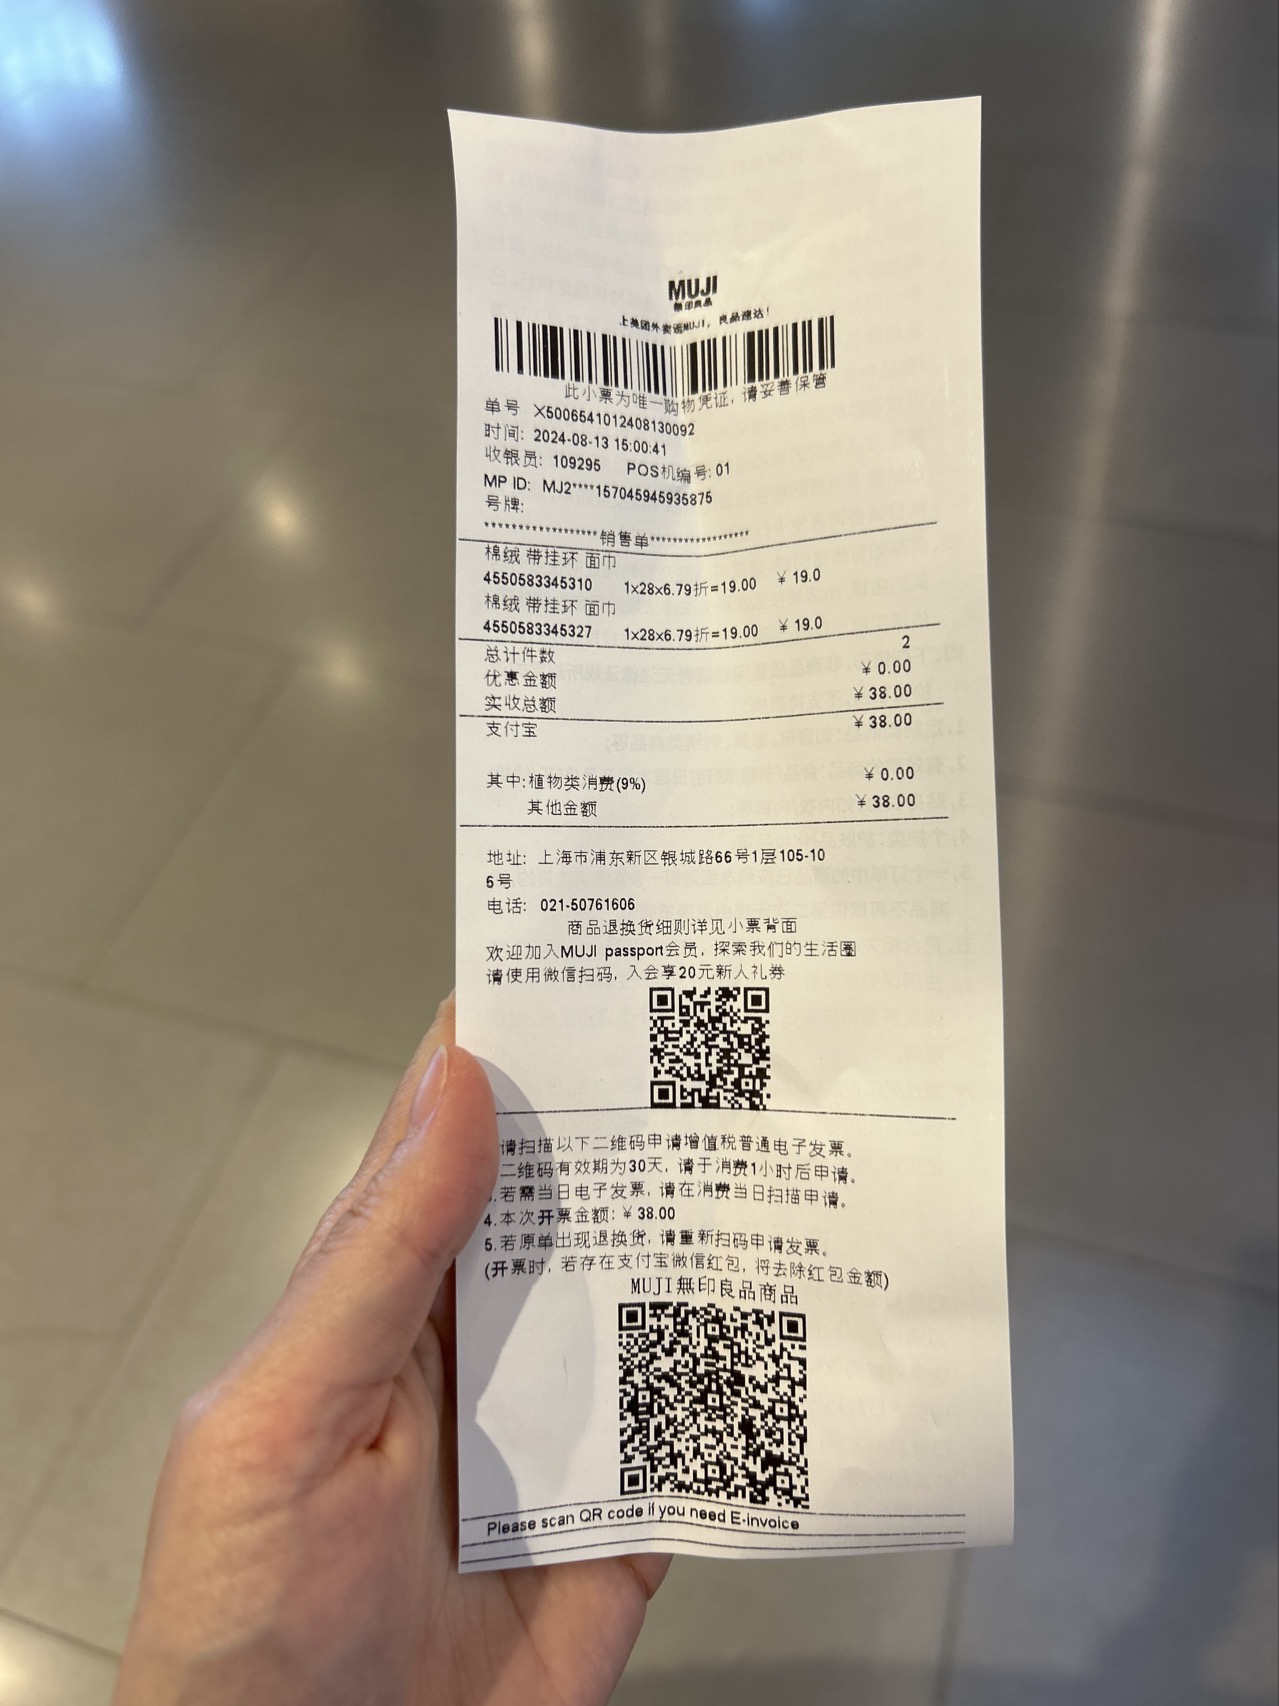 MUJI
無印良品
上美团外卖逛MUJI，良品速达！
此小票为唯一购物凭证，请妥善保管
单号 X5006541012408130092
时间：2024-08-13 15:00:41
收银员：109295 POS机编号：01
MP ID: MJ2****157045945935875
号牌：
******************销售单******************
棉绒 带挂环 面巾
4550583345310 1x28x6.79折=19.00 ¥19.0
棉绒 带挂环 面巾
4550583345327 1x28x6.79折=19.00 ¥19.0
总计件数 2
优惠金额 ¥0.00
实收总额 ¥38.00
支付宝 ¥38.00
其中：植物类消费(9%) ¥0.00
其他金额 ¥38.00
地址：上海市浦东新区银城路66号1层105-10
6号
电话：021-50761606
商品退换货细则详见小票背面
欢迎加入MUJI passport会员，探索我们的生活圈
请使用微信扫码，入会享20元新人礼券
请扫描以下二维码申请增值税普通电子发票。
二维码有效期为30天，请于消费1小时后申请。
.若需当日电子发票，请在消费当日扫描申请。
4.本次开票金额：¥38.00
5.若原单出现退换货，请重新扫码申请发票。
(开票时，若存在支付宝微信红包，将去除红包金额)
MUJI無印良品商品
Please scan QR code if you need E-invoice